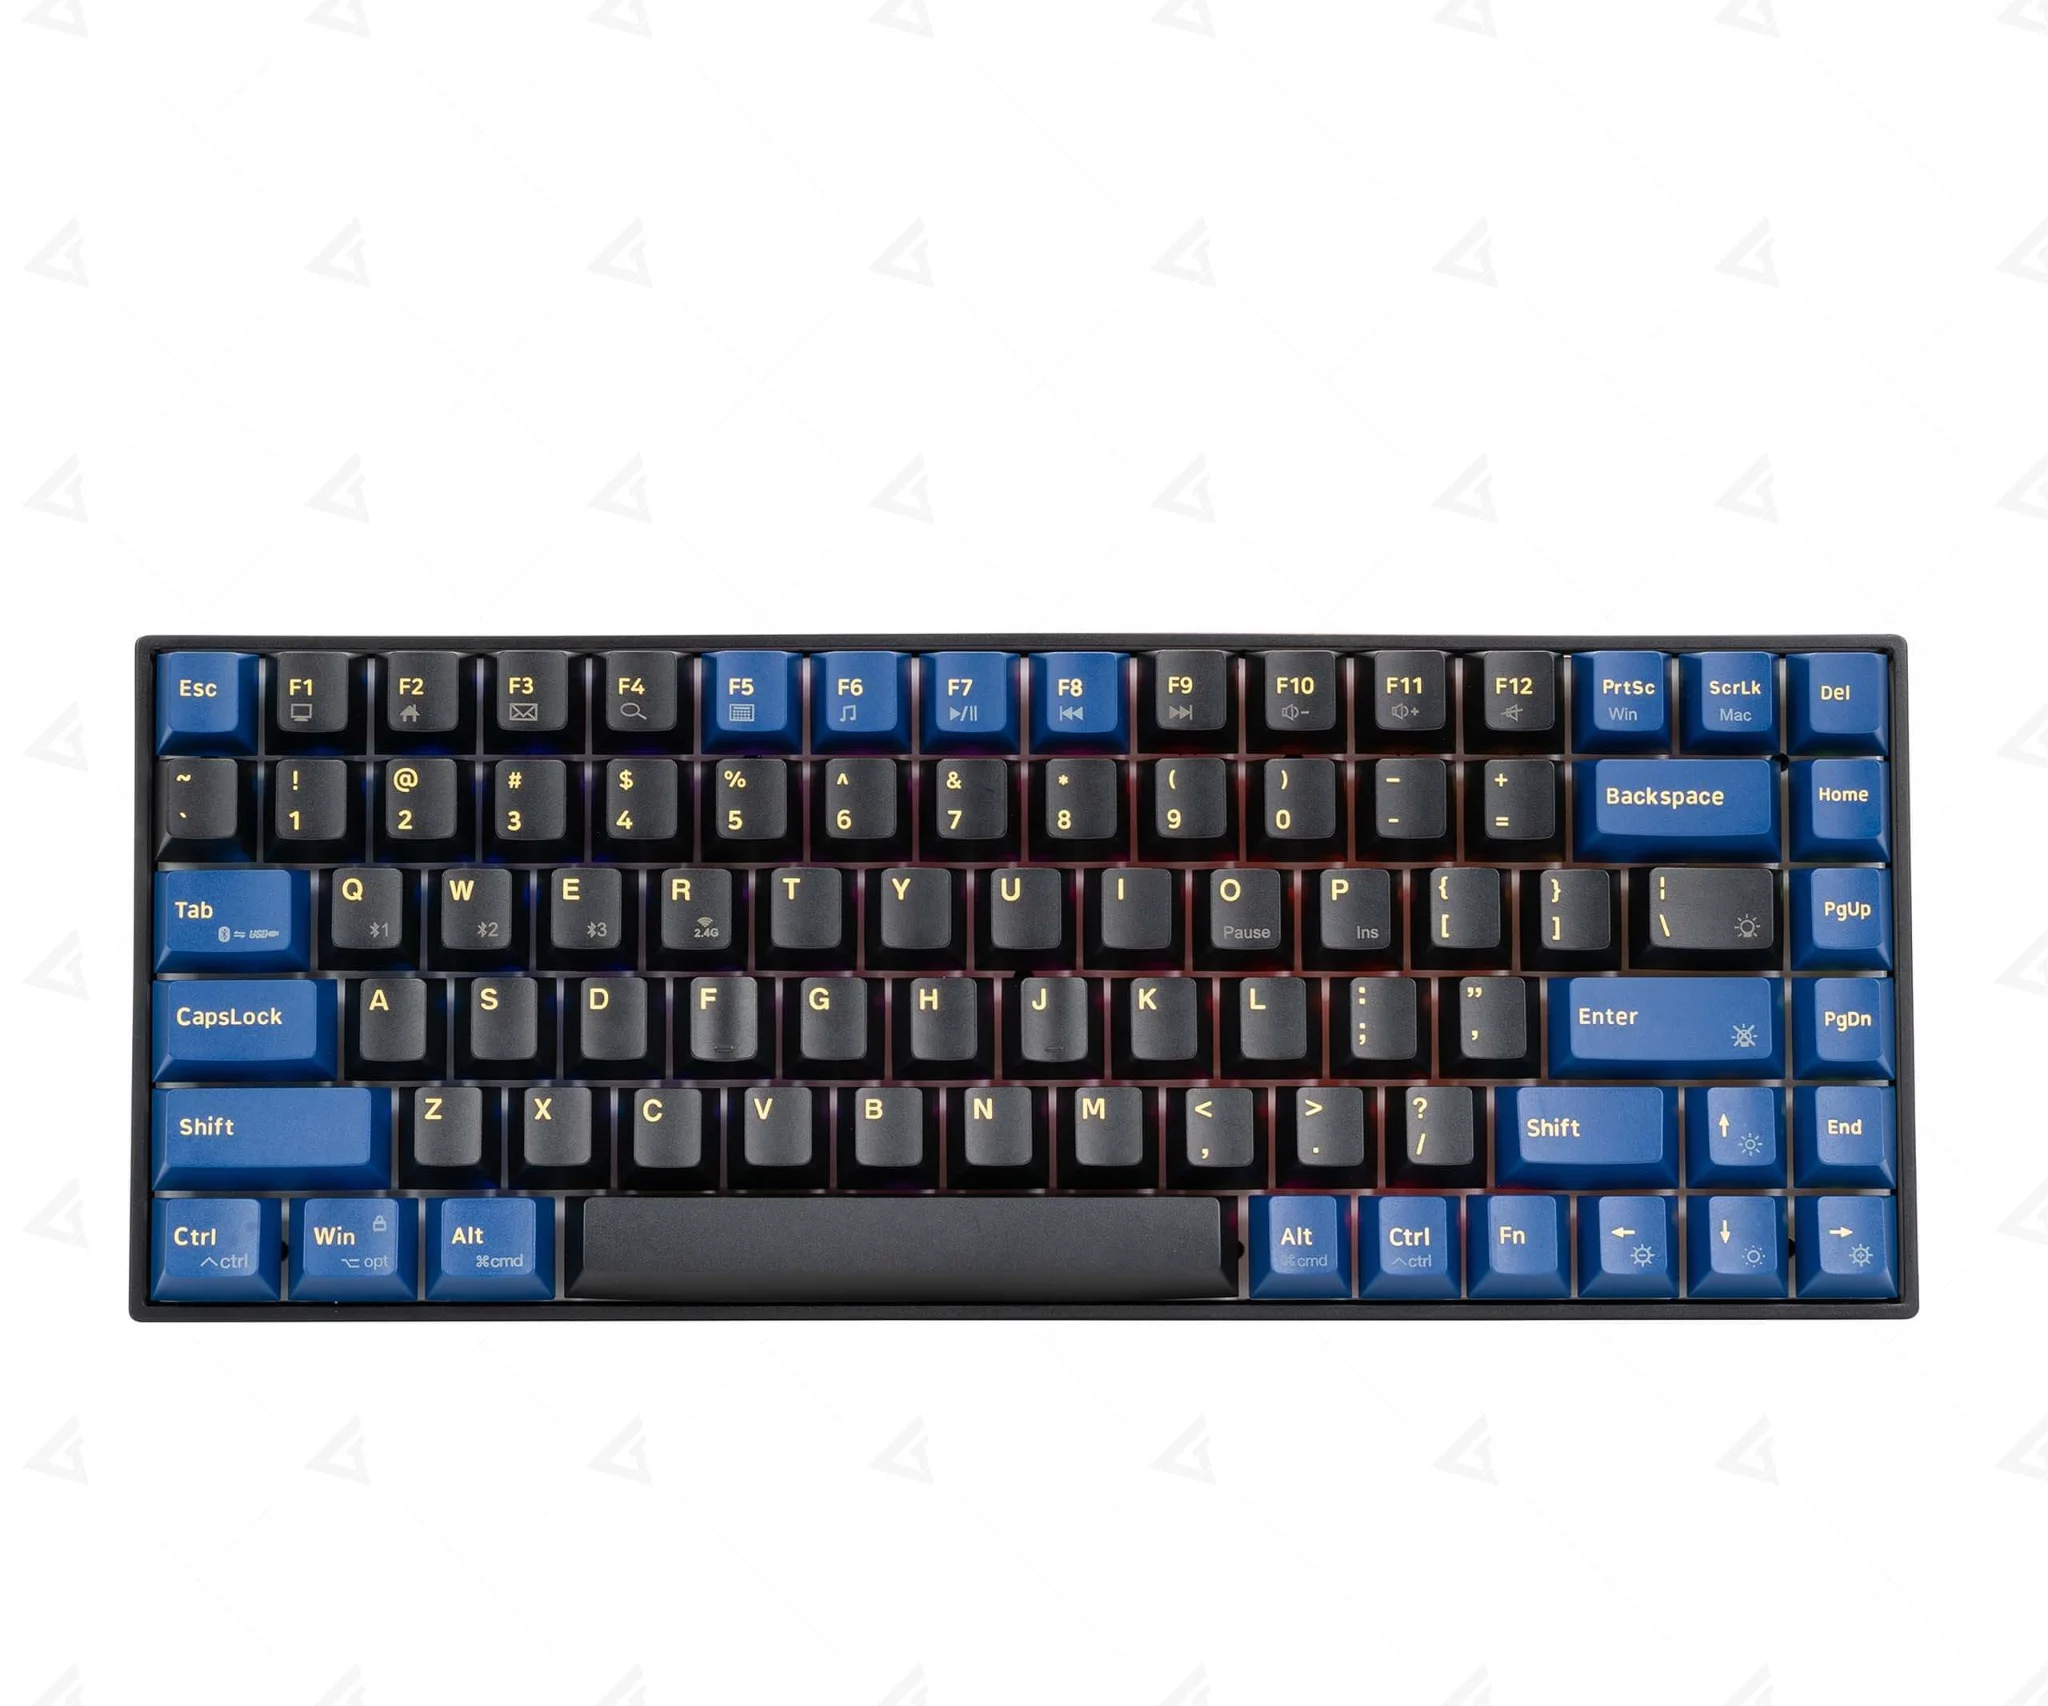 Esc F1 F2 F3 F4 F5 F6 F7 F8 F9 F10 F11 F12 PrtSc ScrLk Del
Win Mac
~ ! @ # $ % ^ & * ( ) – + Backspace Home
` 1 2 3 4 5 6 7 8 9 0 - =
Tab Q W E R T Y U I O P { } ¦ PgUp
USB 1 2 3 2.4G Pause Ins [ ] \
CapsLock A S D F G H J K L : ” Enter PgDn
; ’
Shift Z X C V B N M < > ? Shift ↑ End
, . /
Ctrl Win Alt Alt Ctrl Fn ← ↓ →
^ctrl ⌥ opt ⌘cmd ⌘cmd ^ctrl